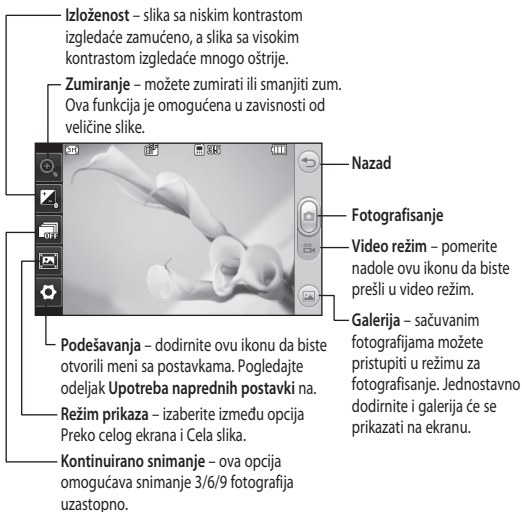 Izloženost – slika sa niskim kontrastom
izgledaće zamućeno, a slika sa visokim
kontrastom izgledaće mnogo oštrije.
Zumiranje – možete zumirati ili smanjiti zum.
Ova funkcija je omogućena u zavisnosti od
veličine slike.
Nazad
Fotografisanje
Video režim – pomerite
nadole ovu ikonu da biste
prešli u video režim.
Galerija – sačuvanim
fotografijama možete
pristupiti u režimu za
fotografisanje. Jednostavno
dodirnite i galerija će se
prikazati na ekranu.
Podešavanja – dodirnite ovu ikonu da biste
otvorili meni sa postavkama. Pogledajte
odeljak Upotreba naprednih postavki na.
Režim prikaza – izaberite između opcija
Preko celog ekrana i Cela slika.
Kontinuirano snimanje – ova opcija
omogućava snimanje 3/6/9 fotografija
uzastopno.
OFF